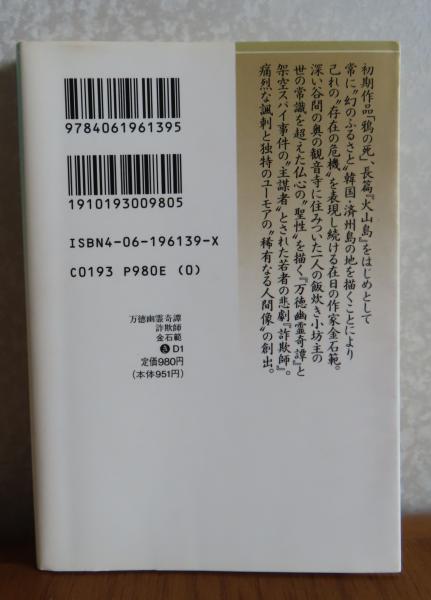 初期作品『鴉の死』、長篇『火山島』をはじめとして
常に〝幻のふるさと〟韓国・済州島の地を描くことにより
己れの〝存在の危機〟を表現し続ける在日の作家金石範。
深い谷間の奥の観音寺に住みついた一人の飯炊き小坊主の
世の常識を超えた仏心の〝聖性〟を描く『万徳幽霊奇譚』と
架空スパイ事件の〝主謀者〟とされた若者の悲劇『詐欺師』。
痛烈な諷刺と独特のユーモアの〝稀有なる人間像〟の創出。
9784061961395
1910193009805
ISBN4-06-196139-X
C0193 P980E (0)
万徳幽霊奇譚
詐欺師
金石範
き D1
定価980円
(本体951円)